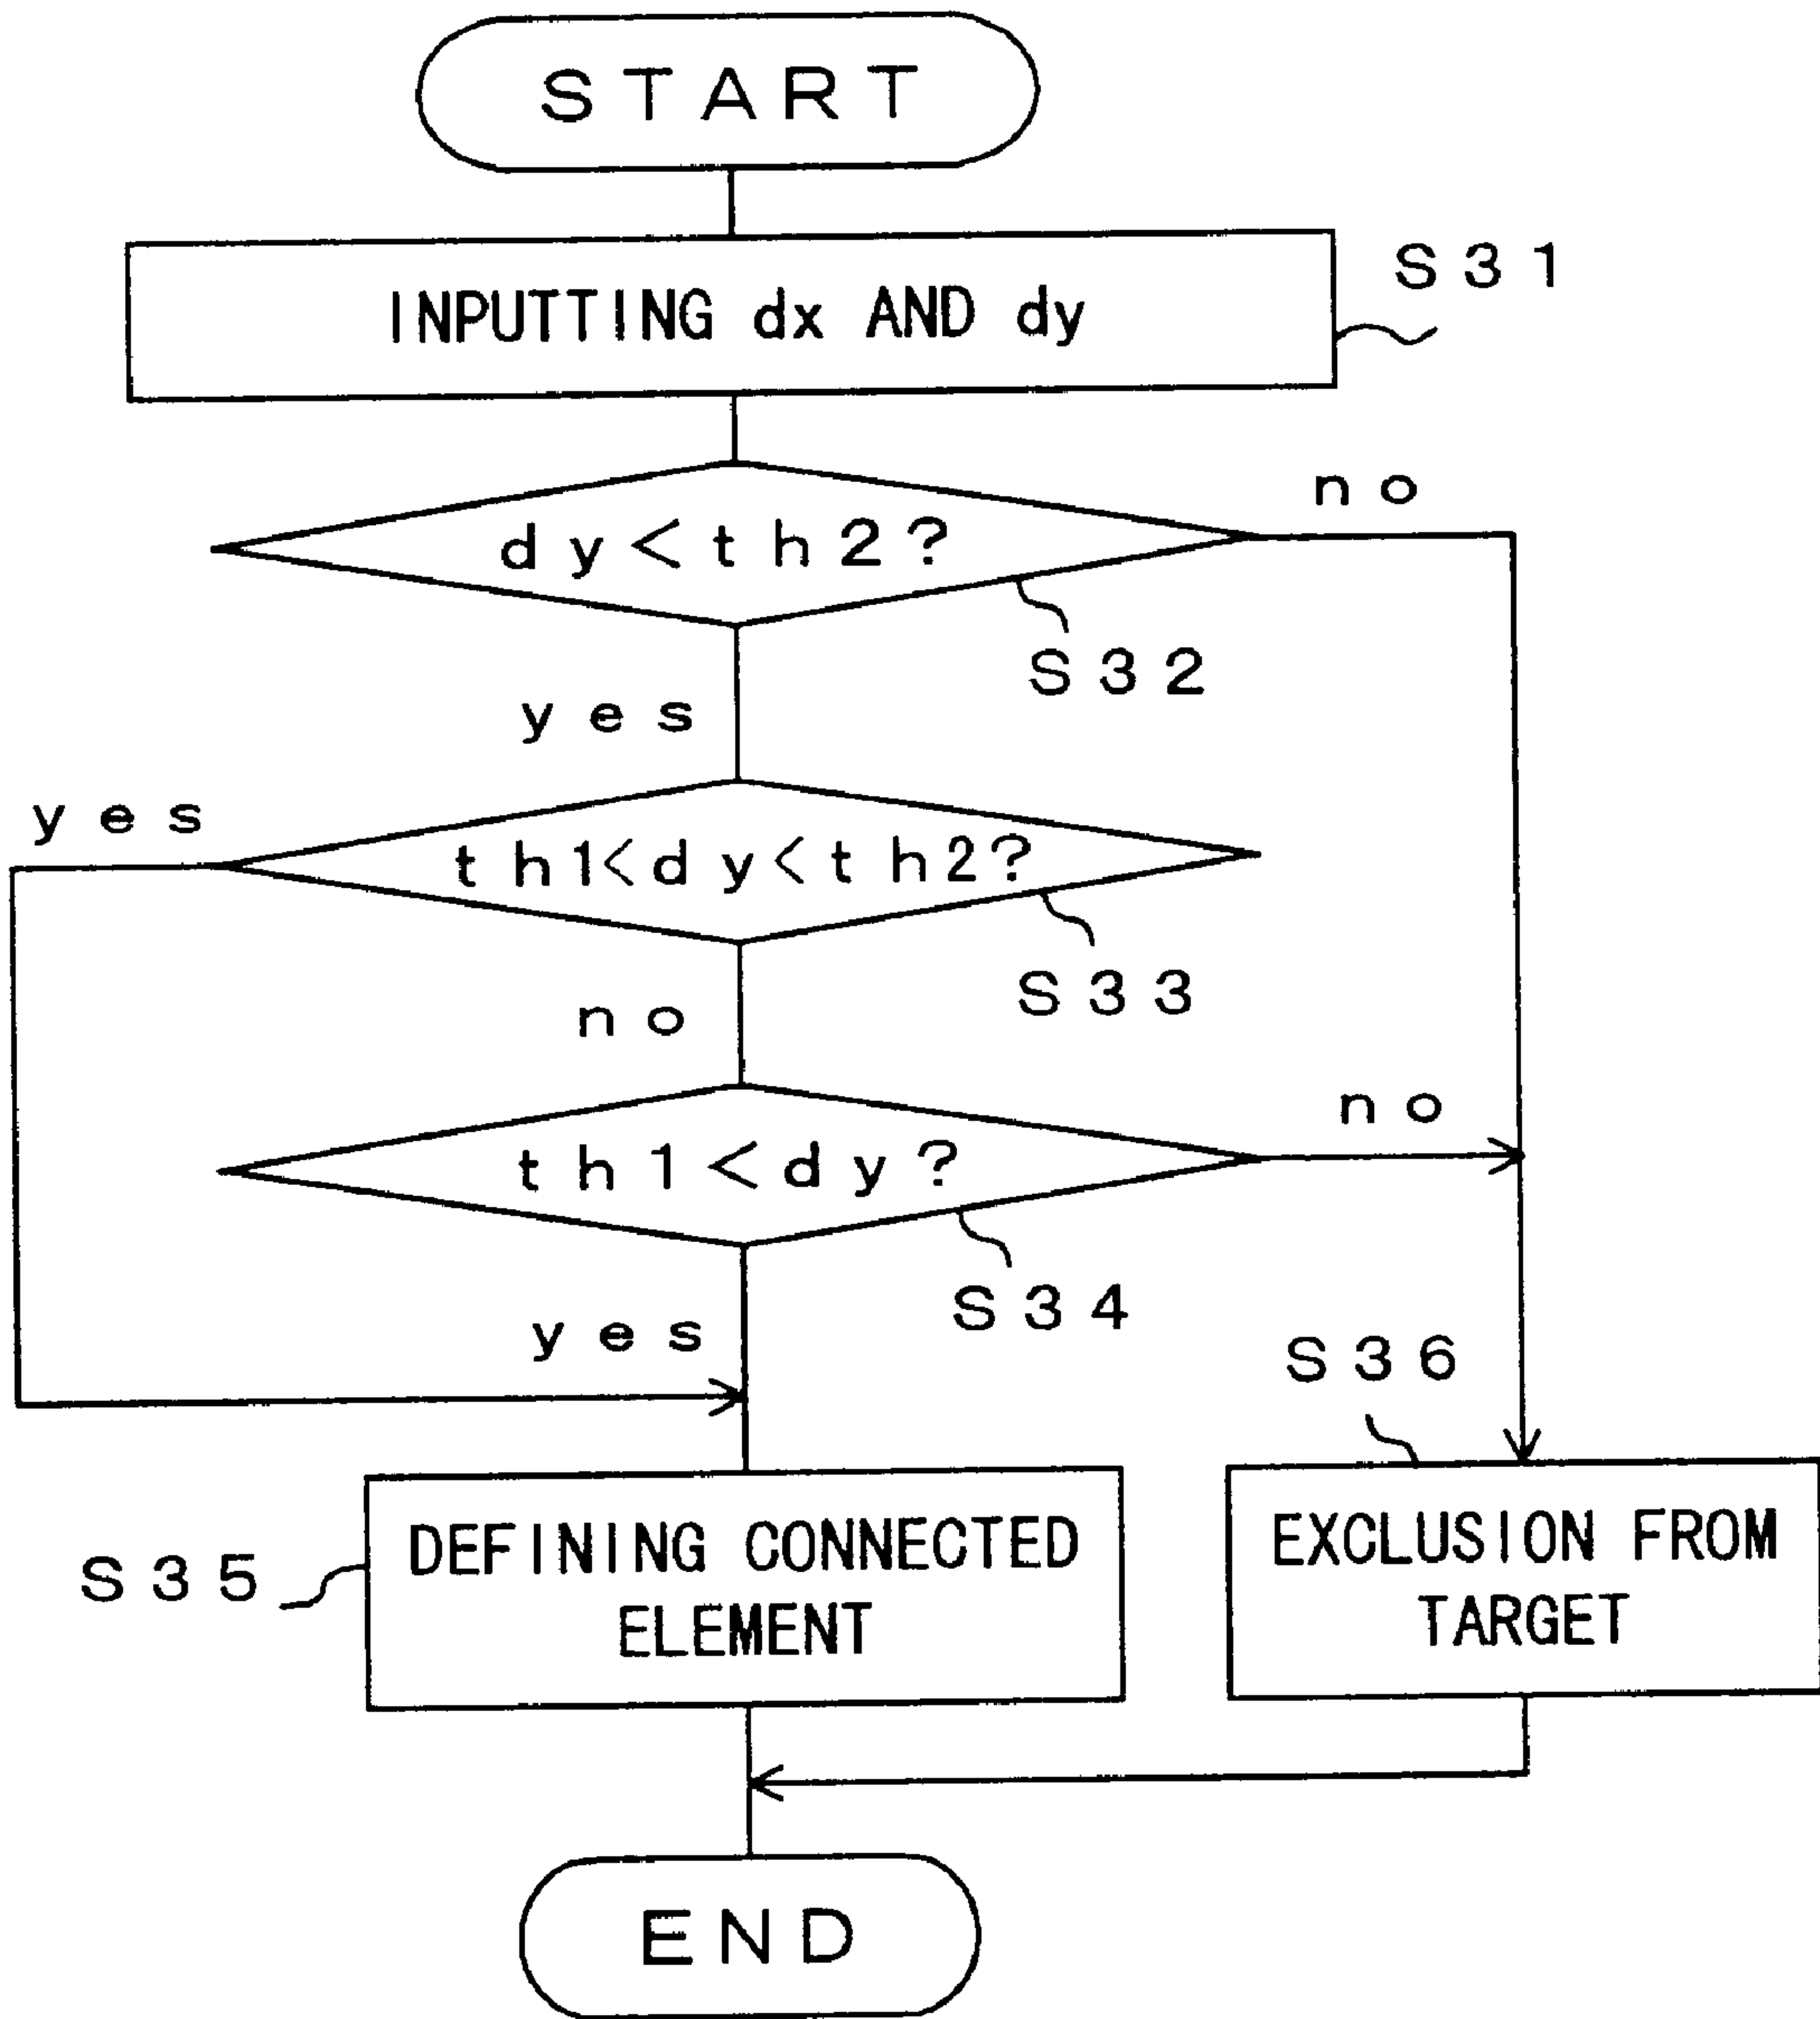 START
INPUTTING dx AND dy
S31
dy<th2?
no
S32
yes
th1<dy<th2?
yes
S33
no
th1<dy?
no
S34
yes
S36
DEFINING CONNECTED
ELEMENT
S35
EXCLUSION FROM
TARGET
END